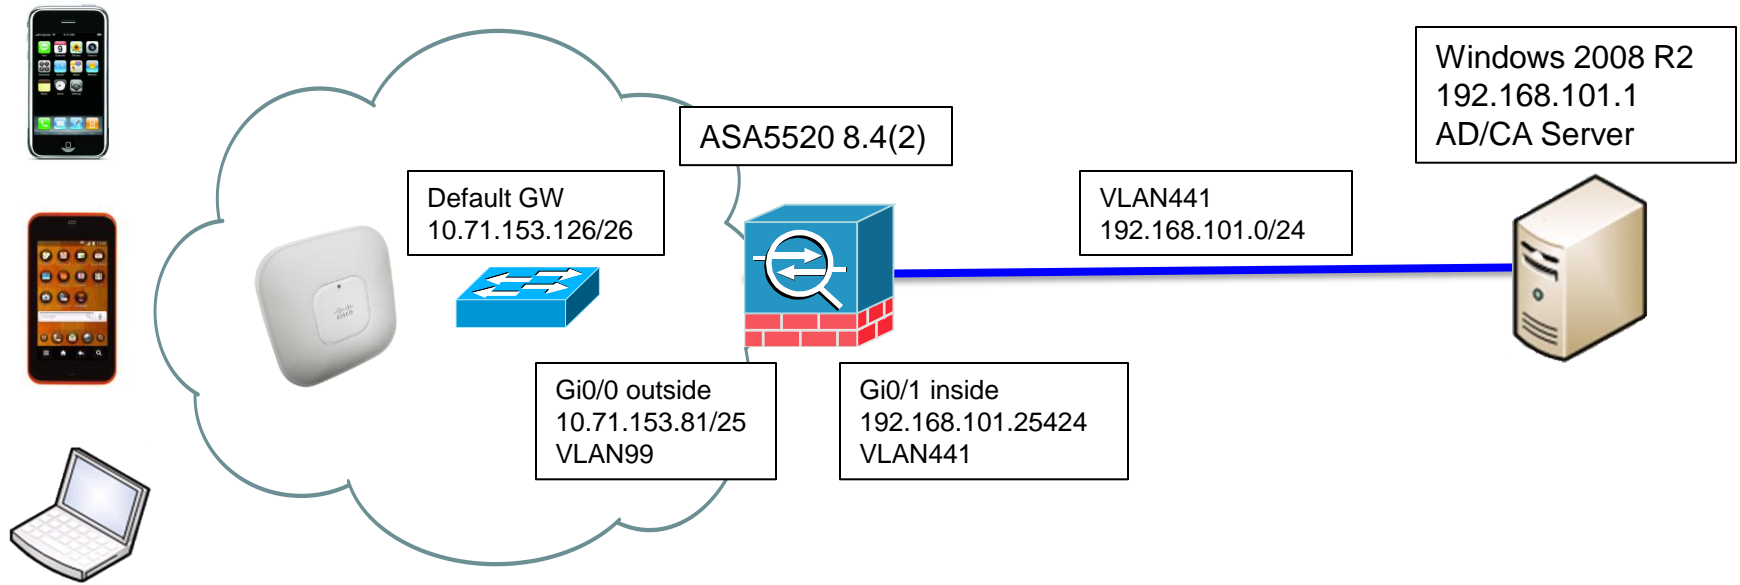 Windows 2008 R2
192.168.101.1
AD/CA Server
ASA5520 8.4(2)
Default GW
10.71.153.126/26
VLAN441
192.168.101.0/24
CISCO
Gi0/0 outside
10.71.153.81/25
VLAN99
Gi0/1 inside
192.168.101.25424
VLAN441